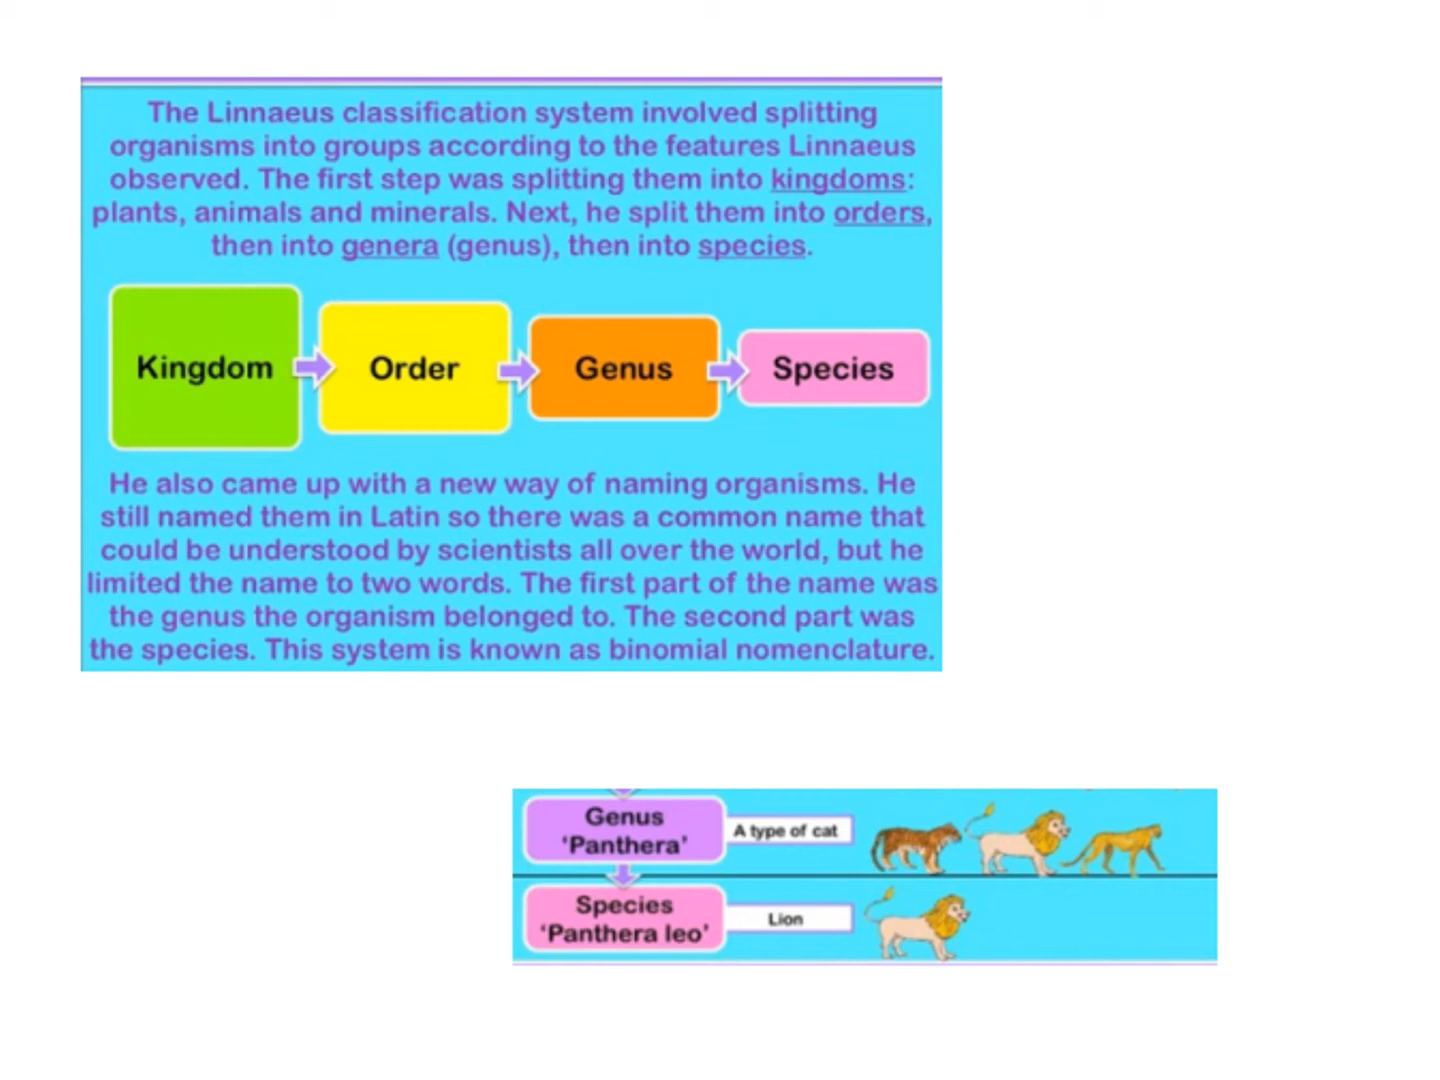 The Linnaeus classification system involved splitting
organisms into groups according to the features Linnaeus
observed. The first step was splitting them into kingdoms:
plants, animals and minerals. Next, he split them into orders,
then into genera (genus), then into species.
Kingdom
Order
Genus
Species
He also came up with a new way of naming organisms. He
still named them in Latin so there was a common name that
could be understood by scientists all over the world, but he
limited the name to two words. The first part of the name was
the genus the organism belonged to. The second part was
the species. This system is known as binomial nomenclature.
Genus
‘Panthera’
A type of cat
Species
‘Panthera leo’
Lion